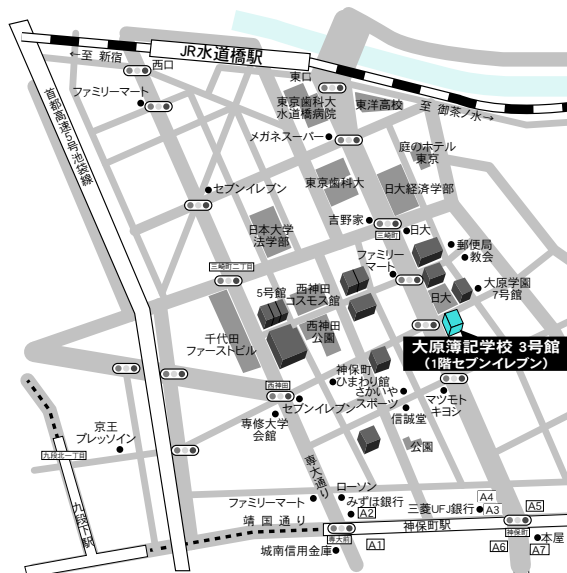 JR水道橋駅
←至 新宿
西口
ファミリーマート
首都高速5号池袋線
東口
東京歯科大
水道橋病院
東洋高校
至 御茶ノ水→
メガネスーパー
庭のホテル
東京
東京歯科大
日大経済学部
セブンイレブン
日本大学
法学部
吉野家
三崎町
日大
郵便局
教会
ファミリー
マート
三崎町二丁目
5号館
西神田
コスモス館
日大
大原学園
7号館
千代田
ファーストビル
西神田
公園
大原簿記学校 3号館
(1階セブンイレブン)
神保町
ひまわり館
さかいや
スポーツ
マツモト
キヨシ
西神田
セブンイレブン
専修大学
会館
信誠堂
公園
京王
プレッソイン
九段北一丁目
九段下駅
専大通り
ローソン
ファミリーマート
みずほ銀行
A2
三菱UFJ銀行
A4
A3
A5
靖国通り
専大前
神保町駅
神保町
城南信用金庫
A1
A6
A7
本屋